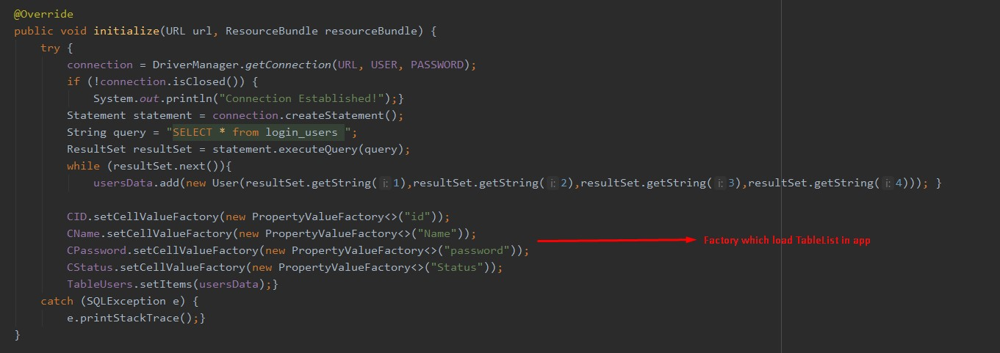 @Override
public void initialize(URL url, ResourceBundle resourceBundle) {
try {
connection = DriverManager.getConnection(URL, USER, PASSWORD);
if (!connection.isClosed()) {
System.out.println("Connection Established!");}
Statement statement = connection.createStatement();
String query = "SELECT * from login_users ";
ResultSet resultSet = statement.executeQuery(query);
while (resultSet.next()){
usersData.add(new User(resultSet.getString( i: 1),resultSet.getString( i: 2),resultSet.getString( i: 3),resultSet.getString( i: 4))); }
CID.setCellValueFactory(new PropertyValueFactory<>("id"));
CName.setCellValueFactory(new PropertyValueFactory<>("Name"));
Factory which load TableList in app
CPassword.setCellValueFactory(new PropertyValueFactory<>("password"));
CStatus.setCellValueFactory(new PropertyValueFactory<>("Status"));
TableUsers.setItems(usersData);}
catch (SQLException e) {
e.printStackTrace();}
}